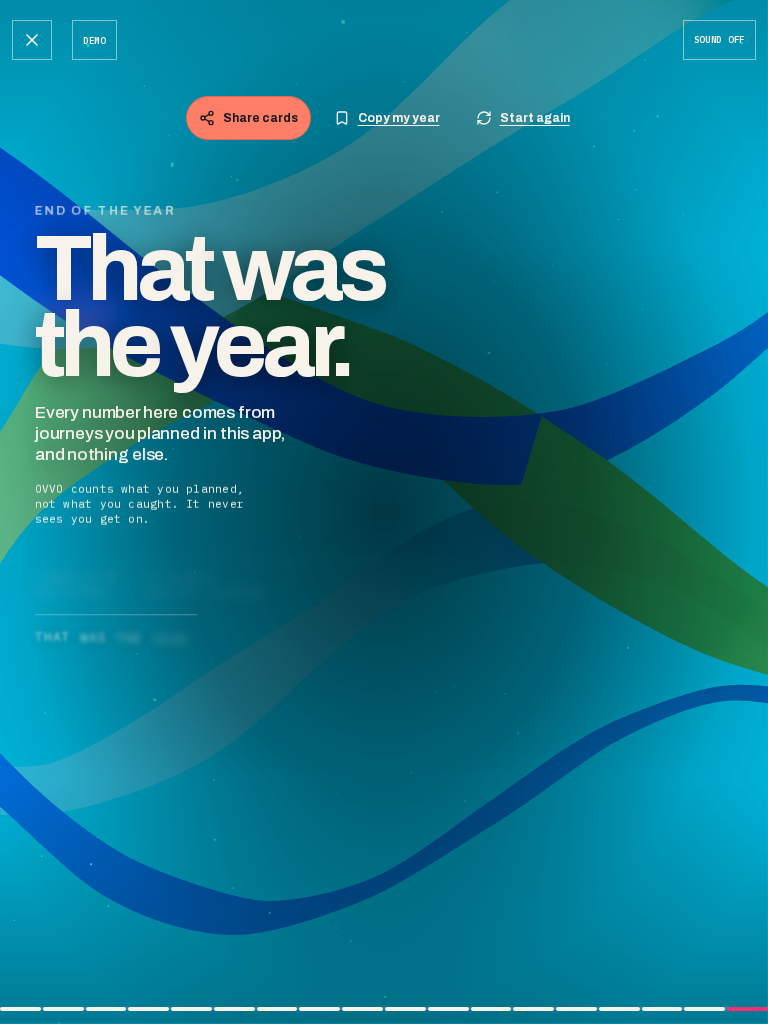 DEMO
SOUND OFF
Share cards
Copy my year
Start again
END OF THE YEAR
That was
the year.
Every number here comes from
journeys you planned in this app,
and nothing else.
OVVO counts what you planned,
not what you caught. It never
sees you get on.
THAT WAS THE